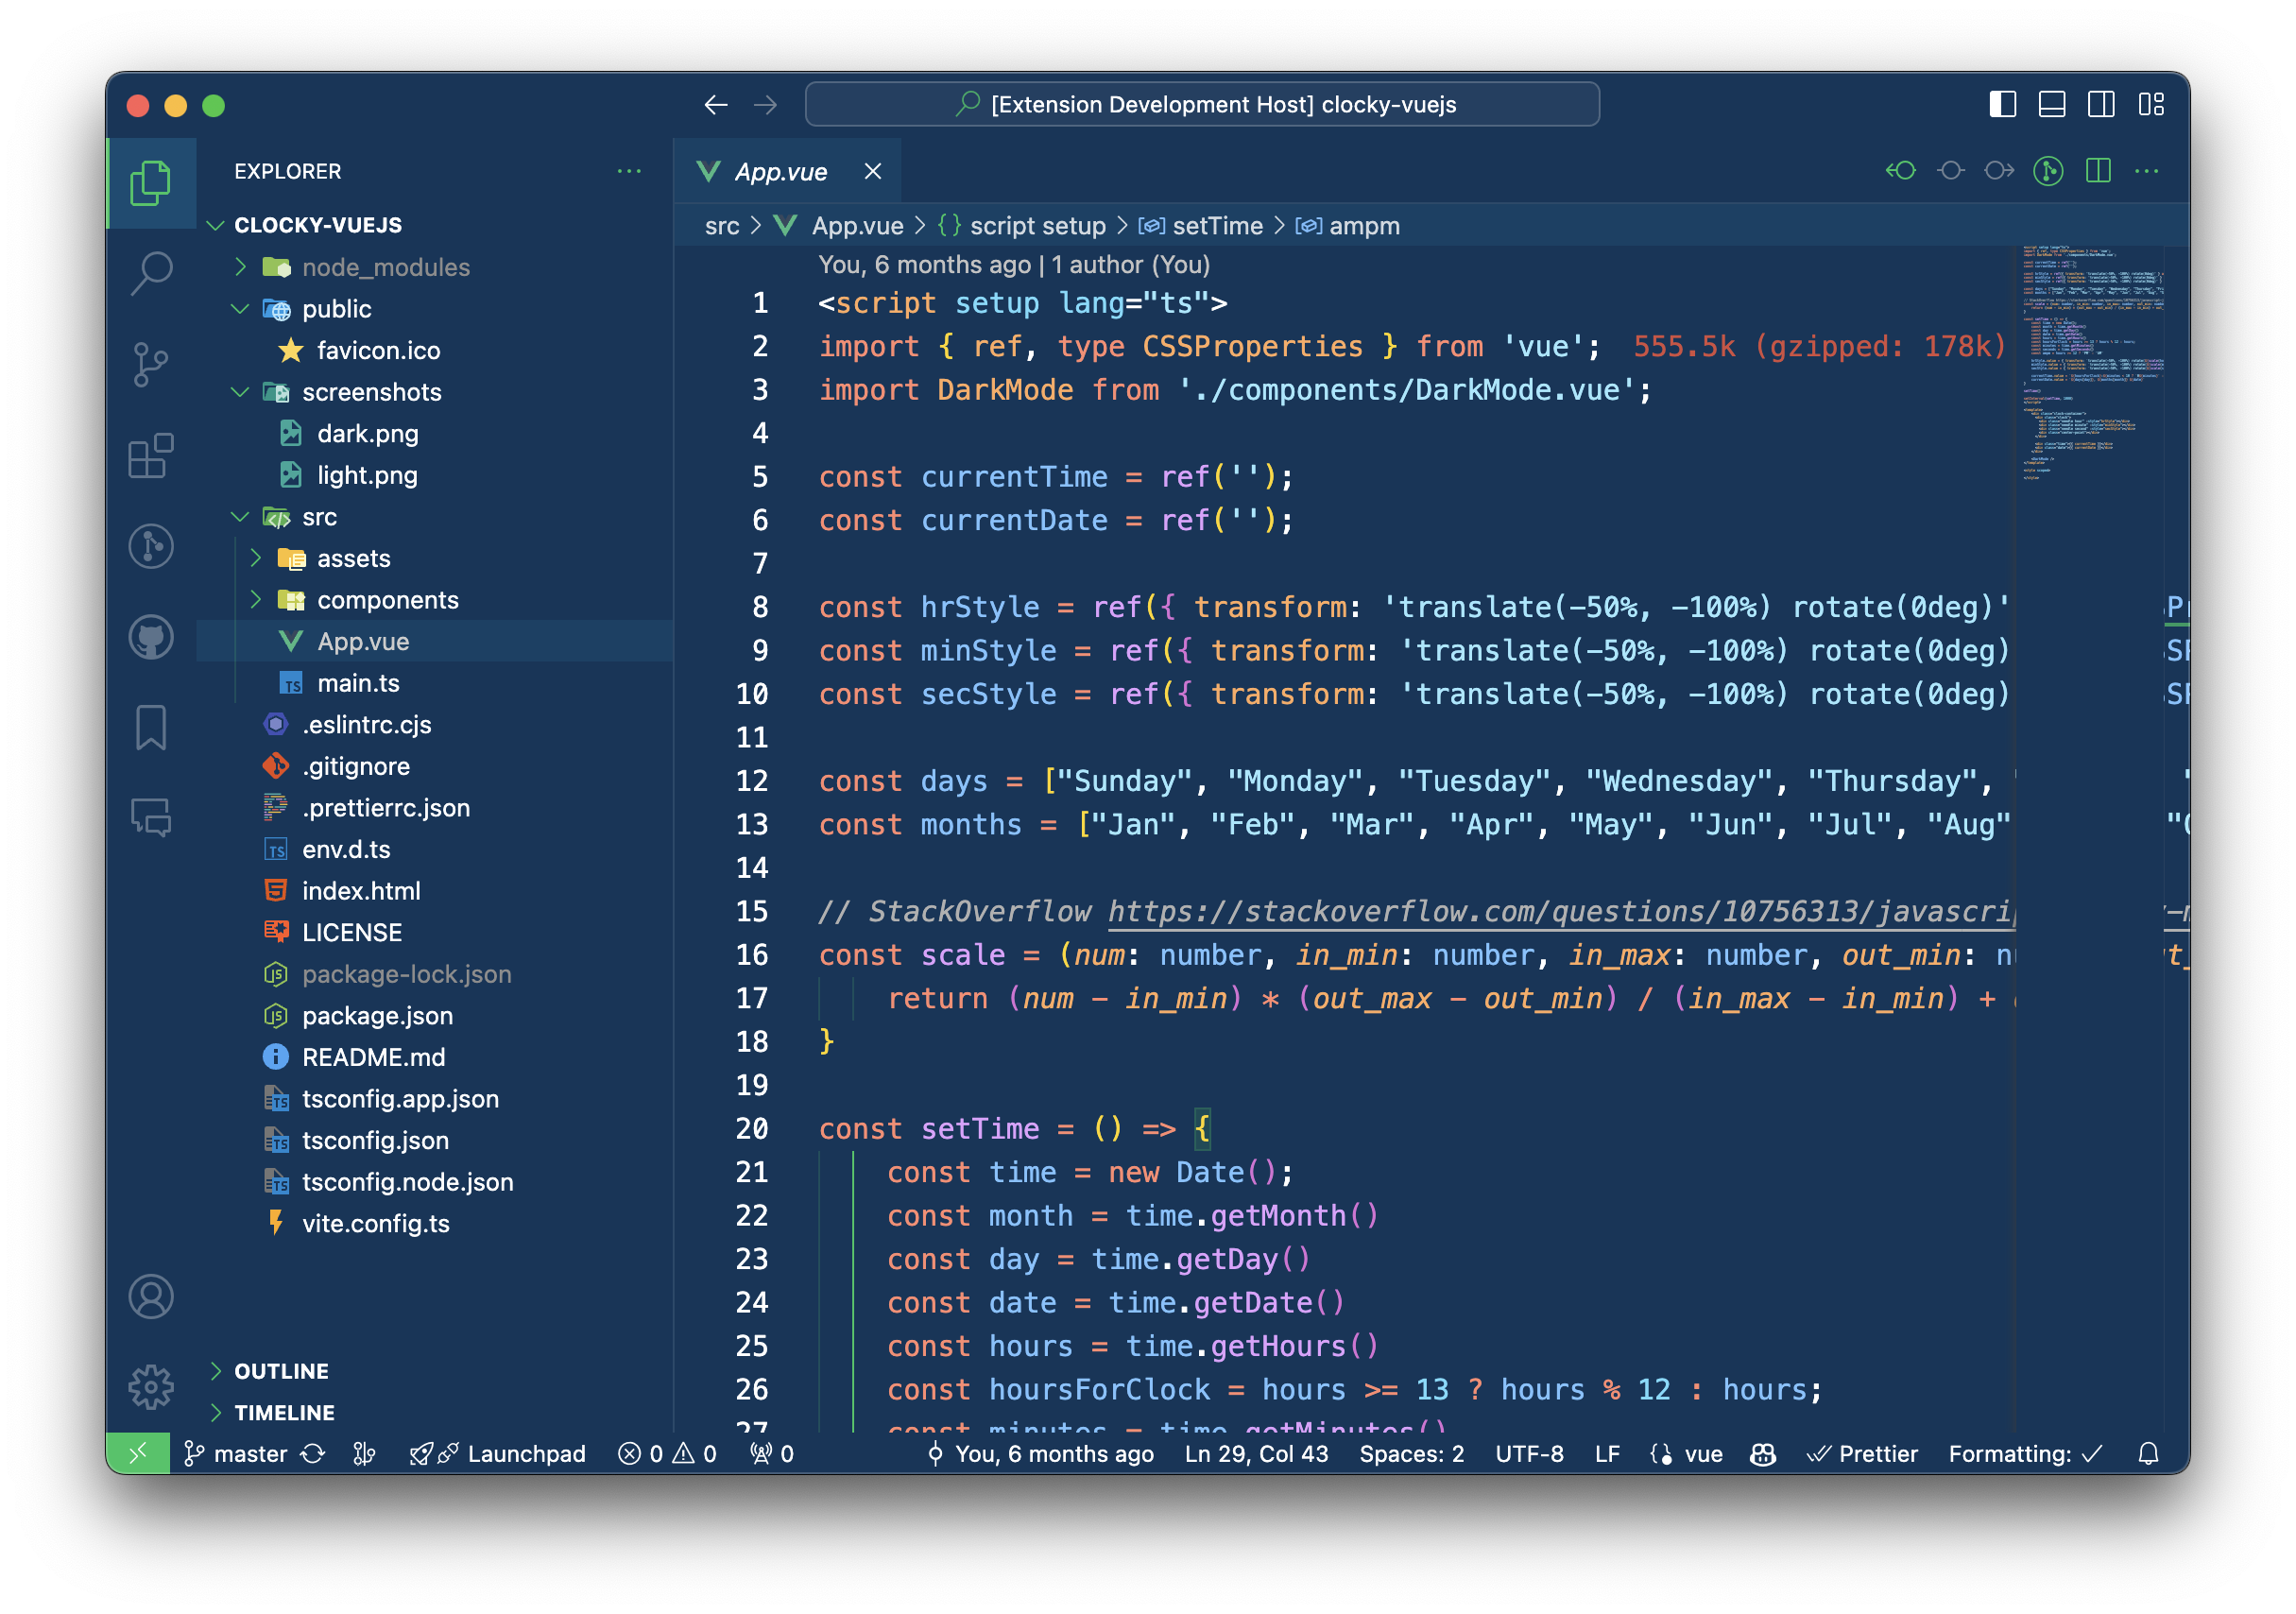 [Extension Development Host] clocky-vuejs
EXPLORER
CLOCKY-VUEJS
node_modules
public
favicon.ico
screenshots
dark.png
light.png
src
assets
components
App.vue
main.ts
.eslintrc.cjs
.gitignore
.prettierrc.json
env.d.ts
index.html
LICENSE
package-lock.json
package.json
README.md
tsconfig.app.json
tsconfig.json
tsconfig.node.json
vite.config.ts
OUTLINE
TIMELINE
App.vue
src > App.vue > {} script setup > setTime > ampm
You, 6 months ago | 1 author (You)
1 <script setup lang="ts">
2 import { ref, type CSSProperties } from 'vue'; 555.5k (gzipped: 178k)
3 import DarkMode from './components/DarkMode.vue';
4
5 const currentTime = ref('');
6 const currentDate = ref('');
7
8 const hrStyle = ref({ transform: 'translate(-50%, -100%) rotate(0deg)'
9 const minStyle = ref({ transform: 'translate(-50%, -100%) rotate(0deg)
10 const secStyle = ref({ transform: 'translate(-50%, -100%) rotate(0deg)
11
12 const days = ["Sunday", "Monday", "Tuesday", "Wednesday", "Thursday",
13 const months = ["Jan", "Feb", "Mar", "Apr", "May", "Jun", "Jul", "Aug"
14
15 // StackOverflow https://stackoverflow.com/questions/10756313/javascrip
16 const scale = (num: number, in_min: number, in_max: number, out_min:
17 return (num - in_min) * (out_max - out_min) / (in_max - in_min) +
18 }
19
20 const setTime = () => {
21 const time = new Date();
22 const month = time.getMonth()
23 const day = time.getDay()
24 const date = time.getDate()
25 const hours = time.getHours()
26 const hoursForClock = hours >= 13 ? hours % 12 : hours;
27 const minutes = time.getMinutes()
master
Launchpad
0 0
0
You, 6 months ago
Ln 29, Col 43
Spaces: 2
UTF-8
LF
vue
Prettier
Formatting: ✓